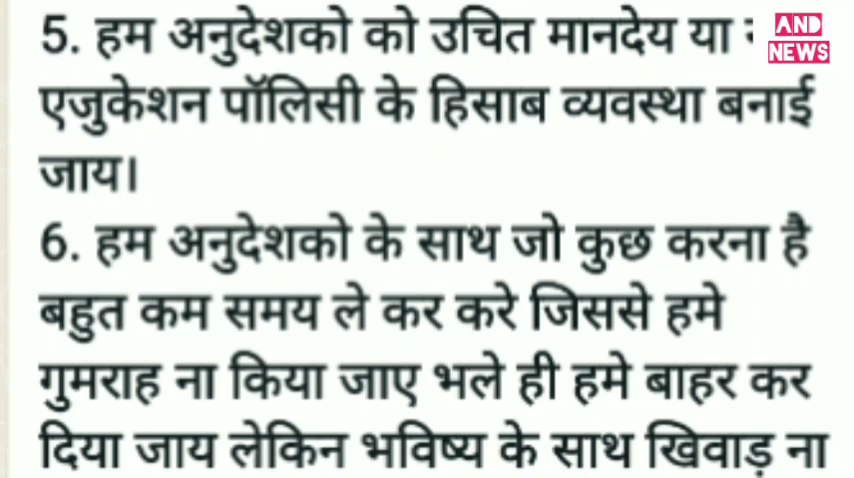 5. हम अनुदेशको को उचित मानदेय या
AND
NEWS
एजुकेशन पॉलिसी के हिसाब व्यवस्था बनाई
जाय।
6. हम अनुदेशको के साथ जो कुछ करना है
बहुत कम समय ले कर करे जिससे हमे
गुमराह ना किया जाए भले ही हमे बाहर कर
दिया जाय लेकिन भविष्य के साथ खिवाड़ ना